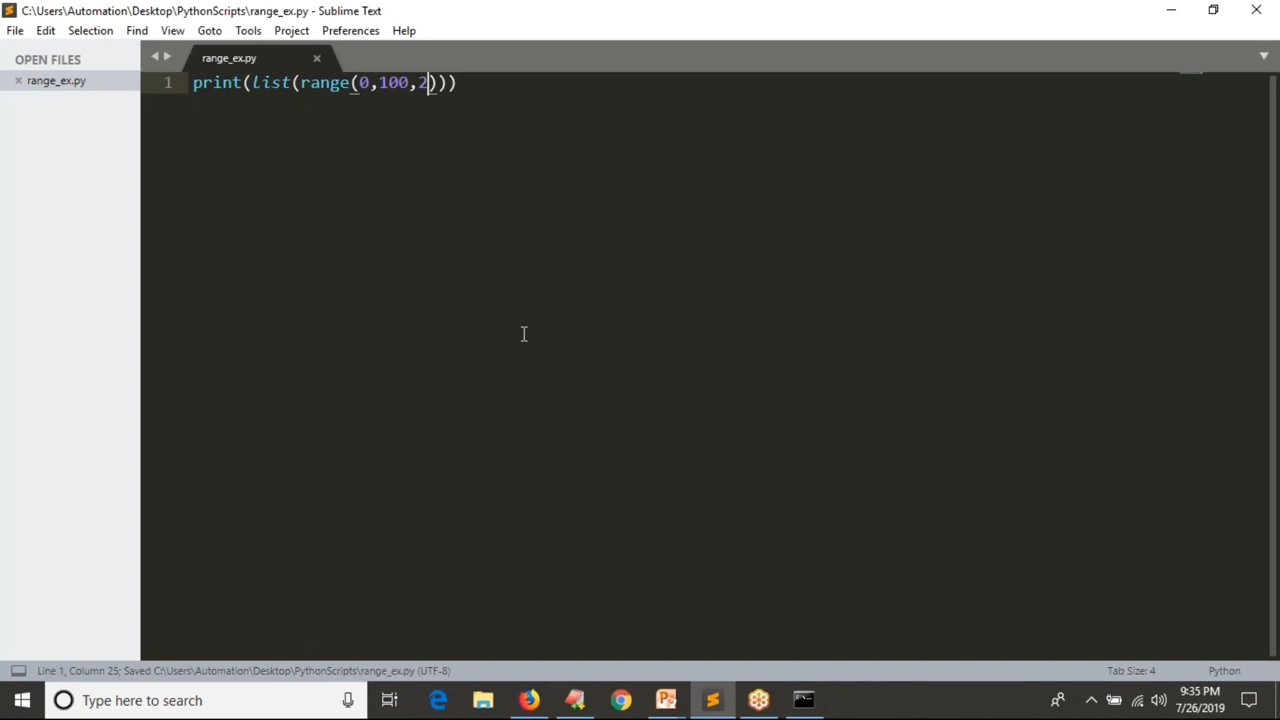 C:\Users\Automation\Desktop\PythonScripts\range_ex.py - Sublime Text
File Edit Selection Find View Goto Tools Project Preferences Help
OPEN FILES
range_ex.py
range_ex.py
1 print(list(range(0,100,2)))
Line 1, Column 25; Saved C:\Users\Automation\Desktop\PythonScripts\range_ex.py (UTF-8)
Tab Size: 4
Python
Type here to search
9:35 PM
7/26/2019